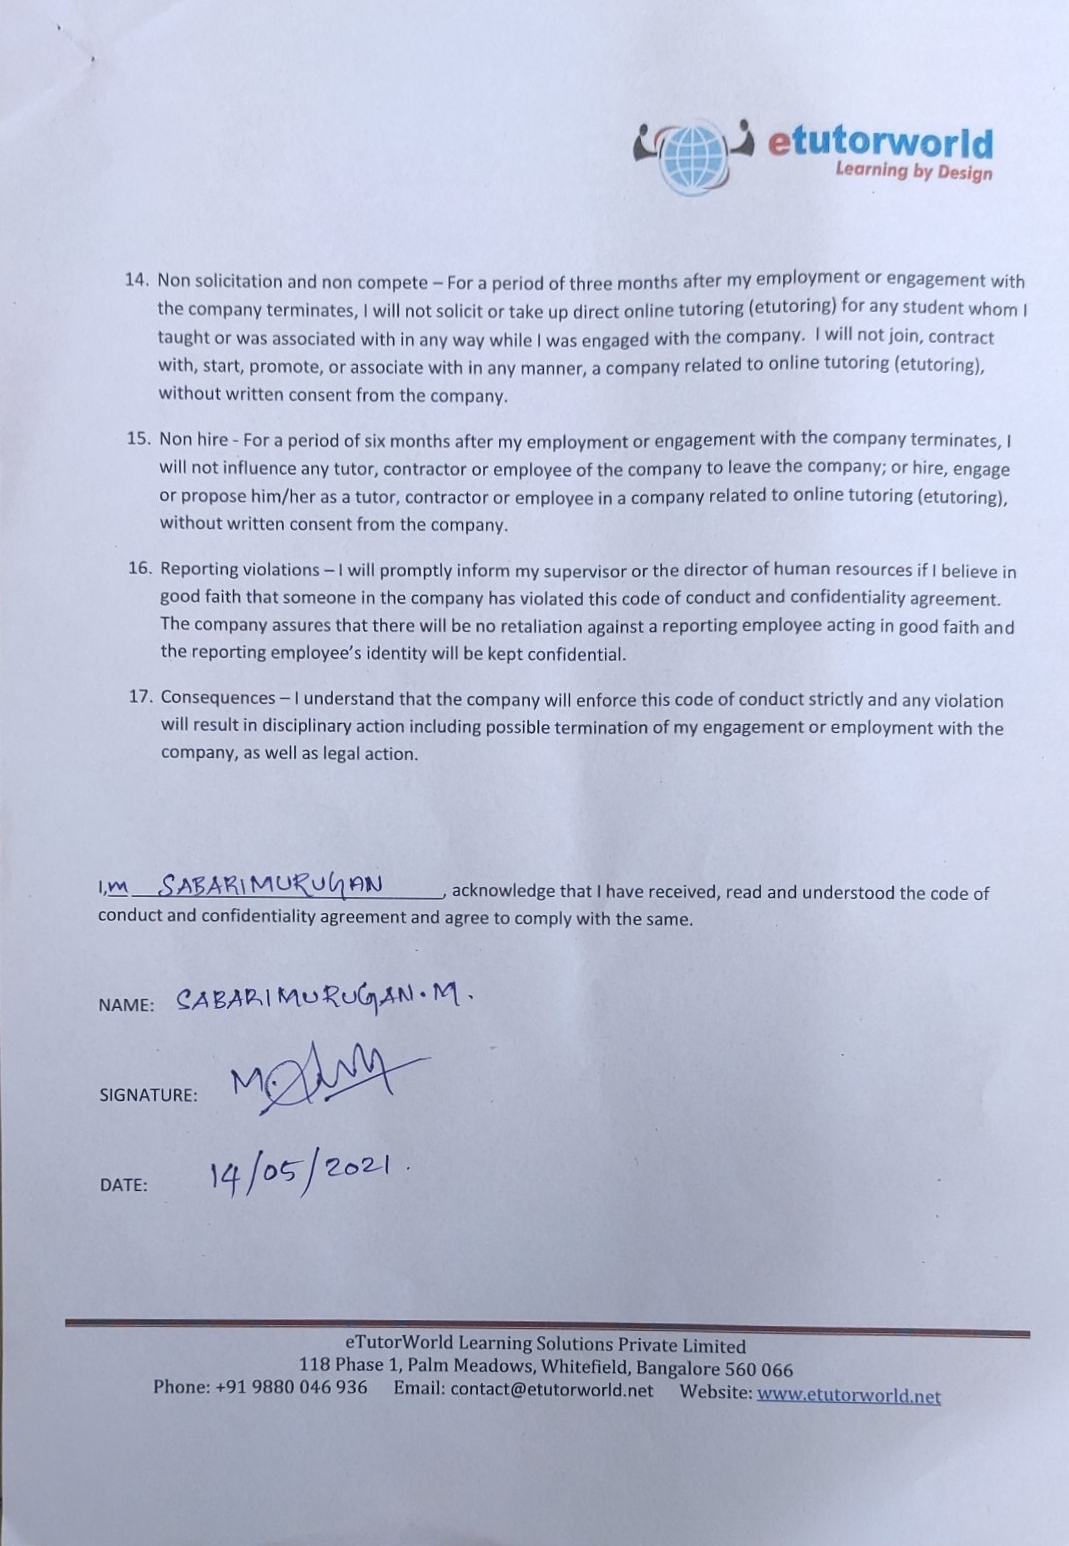 etutorworld
Learning by Design
14. Non solicitation and non compete – For a period of three months after my employment or engagement with
the company terminates, I will not solicit or take up direct online tutoring (etutoring) for any student whom I
taught or was associated with in any way while I was engaged with the company. I will not join, contract
with, start, promote, or associate with in any manner, a company related to online tutoring (etutoring),
without written consent from the company.
15. Non hire - For a period of six months after my employment or engagement with the company terminates, I
will not influence any tutor, contractor or employee of the company to leave the company; or hire, engage
or propose him/her as a tutor, contractor or employee in a company related to online tutoring (etutoring),
without written consent from the company.
16. Reporting violations – I will promptly inform my supervisor or the director of human resources if I believe in
good faith that someone in the company has violated this code of conduct and confidentiality agreement.
The company assures that there will be no retaliation against a reporting employee acting in good faith and
the reporting employee's identity will be kept confidential.
17. Consequences – I understand that the company will enforce this code of conduct strictly and any violation
will result in disciplinary action including possible termination of my engagement or employment with the
company, as well as legal action.
I,m SABARIMURUGAN, acknowledge that I have received, read and understood the code of
conduct and confidentiality agreement and agree to comply with the same.
NAME: SABARIMURUGAN.M.
SIGNATURE:
DATE: 14/05/2021.
eTutorWorld Learning Solutions Private Limited
118 Phase 1, Palm Meadows, Whitefield, Bangalore 560 066
Phone: +91 9880 046 936 Email: contact@etutorworld.net Website: www.etutorworld.net